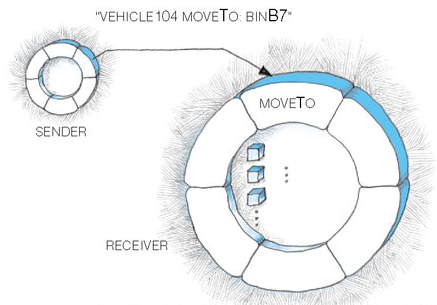 "VEHICLE104 MOVETO: BINB7"
MOVETO
SENDER
RECEIVER